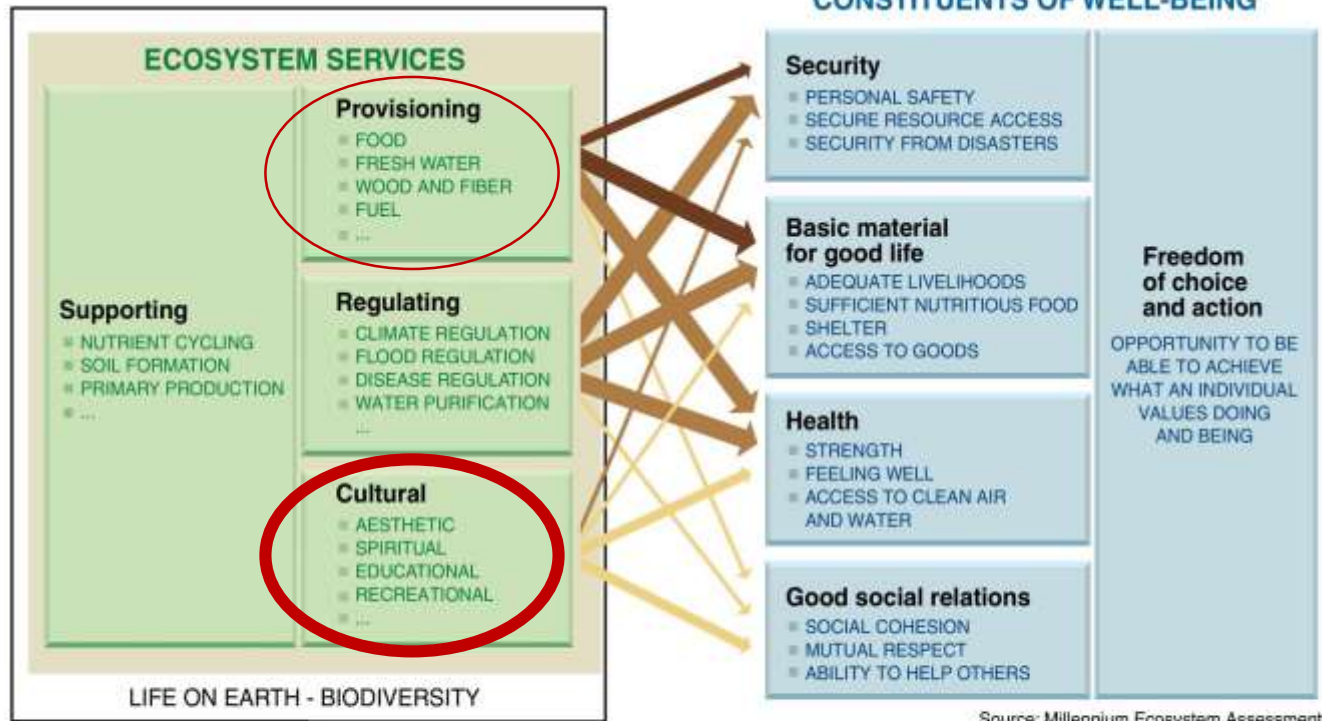 CONSTITUENTS OF WELL-BEING
ECOSYSTEM SERVICES
Supporting
NUTRIENT CYCLING
SOIL FORMATION
PRIMARY PRODUCTION
...
Provisioning
FOOD
FRESH WATER
WOOD AND FIBER
FUEL
...
Regulating
CLIMATE REGULATION
FLOOD REGULATION
DISEASE REGULATION
WATER PURIFICATION
...
Cultural
AESTHETIC
SPIRITUAL
EDUCATIONAL
RECREATIONAL
...
LIFE ON EARTH - BIODIVERSITY
Security
PERSONAL SAFETY
SECURE RESOURCE ACCESS
SECURITY FROM DISASTERS
Basic material
for good life
ADEQUATE LIVELIHOODS
SUFFICIENT NUTRITIOUS FOOD
SHELTER
ACCESS TO GOODS
Health
STRENGTH
FEELING WELL
ACCESS TO CLEAN AIR
AND WATER
Good social relations
SOCIAL COHESION
MUTUAL RESPECT
ABILITY TO HELP OTHERS
Freedom
of choice
and action
OPPORTUNITY TO BE
ABLE TO ACHIEVE
WHAT AN INDIVIDUAL
VALUES DOING
AND BEING
Source: Millennium Ecosystem Assessment